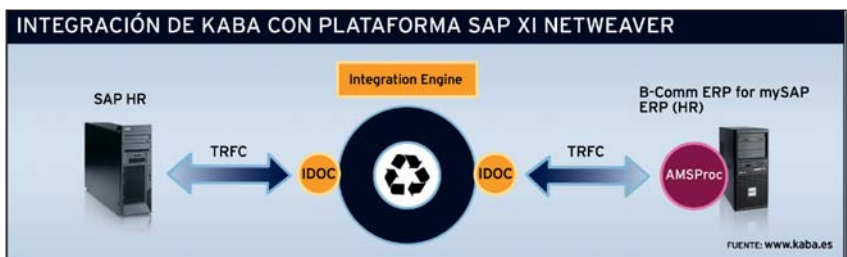 INTEGRACIÓN DE KABA CON PLATAFORMA SAP XI NETWEAVER
Integration Engine
SAP HR
B-Comm ERP for mySAP
ERP (HR)
TRFC
IDOC
IDOC
TRFC
AMSProc
FUENTE: www.kaba.es